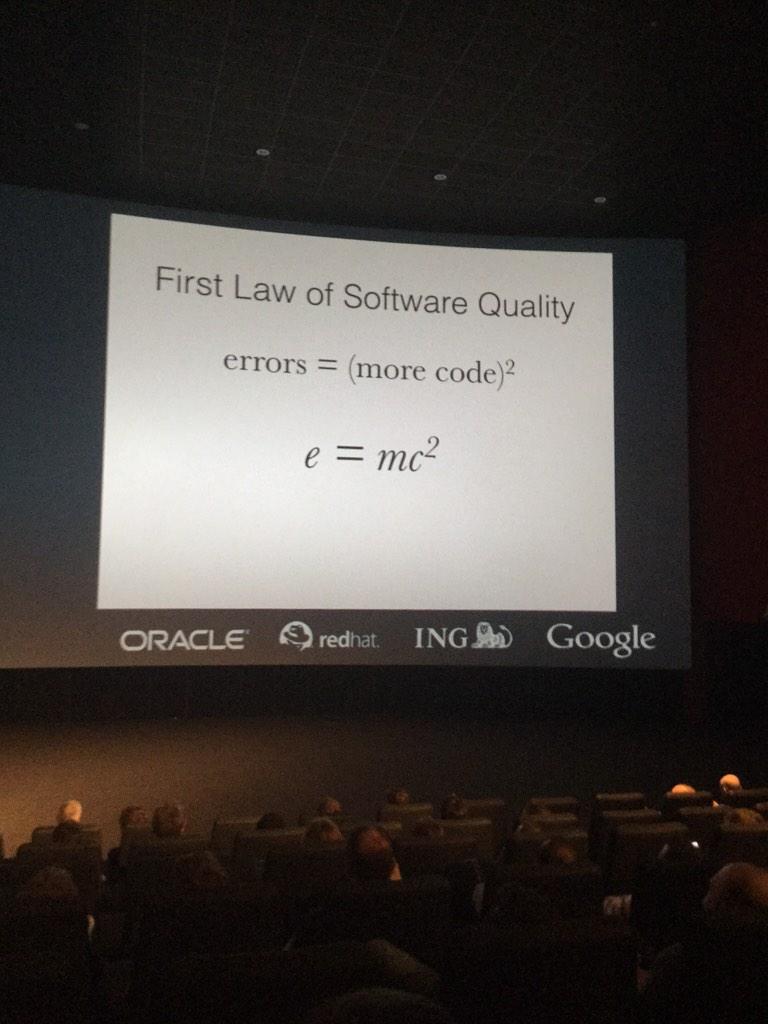 First Law of Software Quality
errors = (more code)²
e = mc²
ORACLE® redhat. ING Google